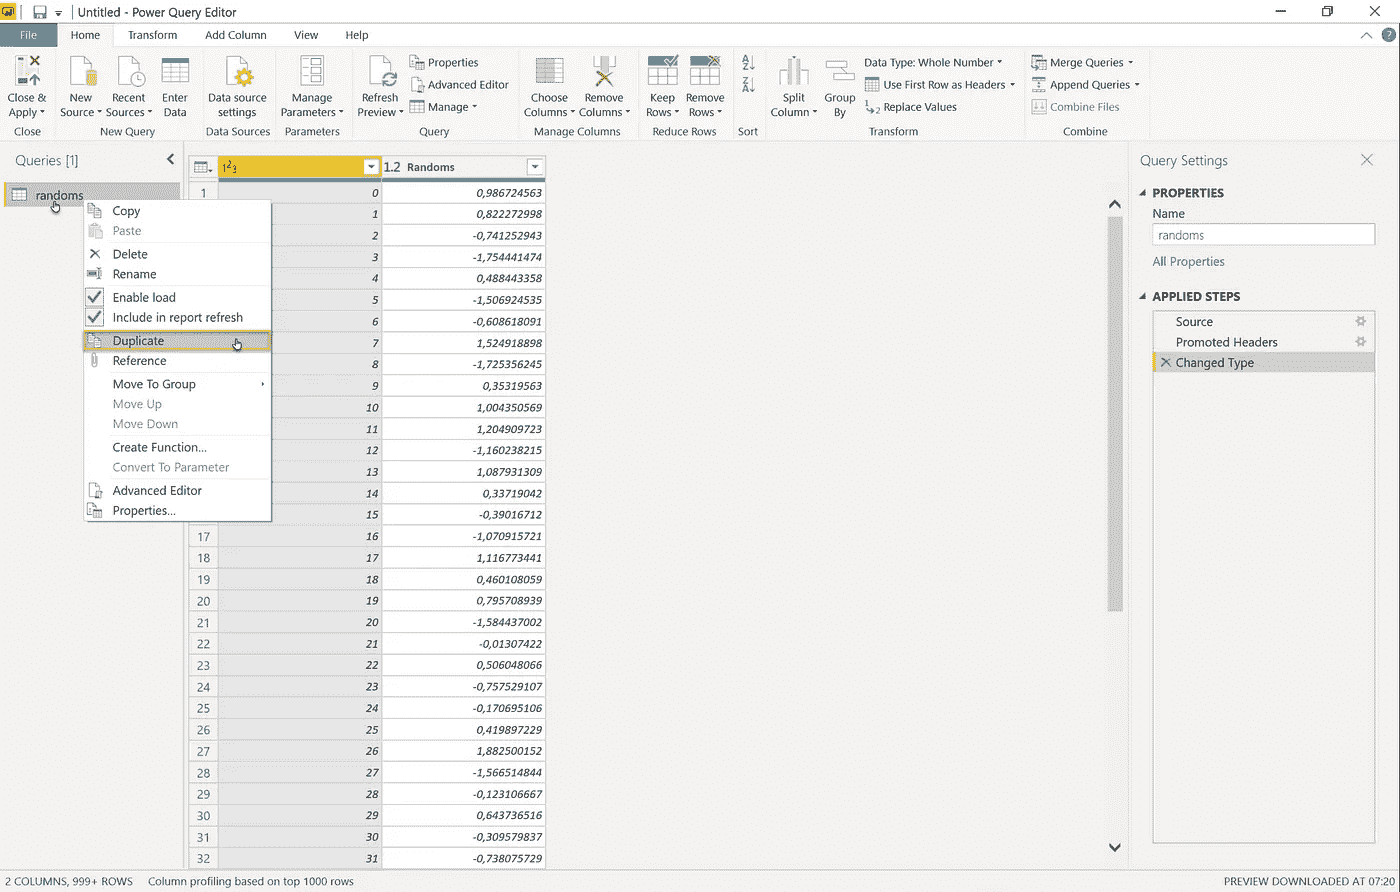 Untitled - Power Query Editor
File Home Transform Add Column View Help
Close & Apply
New Source
Recent Sources
Enter Data
Data source settings
Manage Parameters
Refresh Preview
Properties
Advanced Editor
Manage
Choose Columns
Remove Columns
Keep Rows
Remove Rows
Split Column
Group By
Data Type: Whole Number
Use First Row as Headers
Replace Values
Merge Queries
Append Queries
Combine Files
Close New Query Data Sources Parameters Query Manage Columns Reduce Rows Sort Transform Combine
Queries [1]
randoms
Copy
Paste
Delete
Rename
Enable load
Include in report refresh
Duplicate
Reference
Move To Group
Move Up
Move Down
Create Function...
Convert To Parameter
Advanced Editor
Properties...
1 2 3 1.2 Randoms
1 0 0,986724563
1 0,822272998
2 -0,741252943
3 -1,754441474
4 0,488443358
5 -1,506924535
6 -0,608618091
7 1,524918898
8 -1,725356245
9 0,35319563
10 1,004350569
11 1,204909723
12 -1,160238215
13 1,087931309
14 0,33719042
15 -0,39016712
17 16 -1,070915721
18 17 1,116773441
19 18 0,460108059
20 19 0,795708939
21 20 -1,584437002
22 21 -0,01307422
23 22 0,506048066
24 23 -0,757529107
25 24 -0,170695106
26 25 0,419897229
27 26 1,882500152
28 27 -1,566514844
29 28 -0,123106667
30 29 0,643736516
31 30 -0,309579837
32 31 -0,738075729
Query Settings
PROPERTIES
Name
randoms
All Properties
APPLIED STEPS
Source
Promoted Headers
Changed Type
2 COLUMNS, 999+ ROWS Column profiling based on top 1000 rows PREVIEW DOWNLOADED AT 07:20